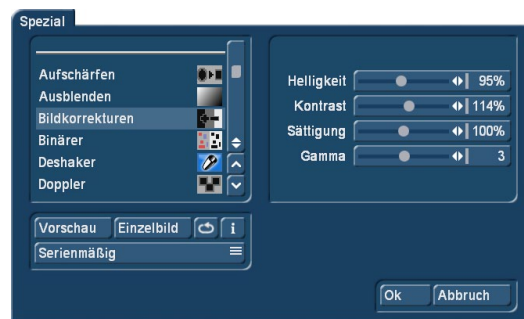 Spezial
Aufschärfen
Ausblenden
Bildkorrekturen
Binärer
Deshaker
Doppler
Helligkeit 95%
Kontrast 114%
Sättigung 100%
Gamma 3
Vorschau Einzelbild i
Serienmäßig
Ok Abbruch